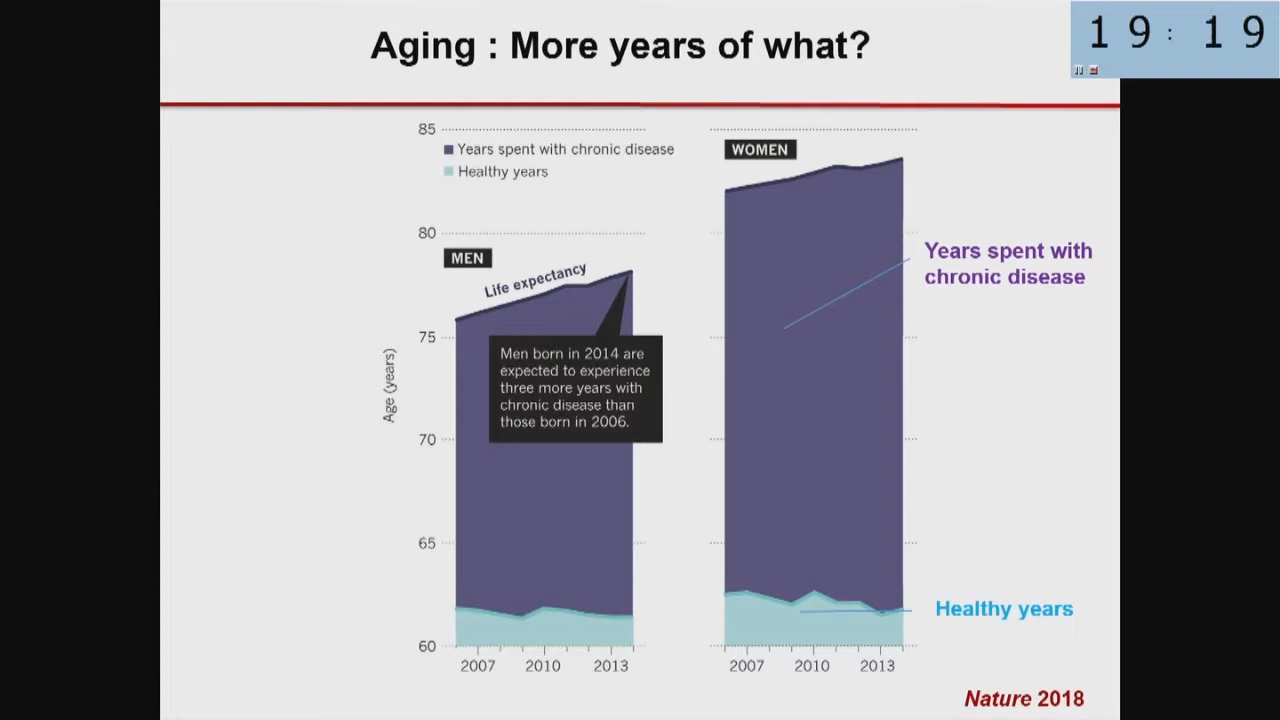 Aging : More years of what?
19:19
85
Years spent with chronic disease
Healthy years
WOMEN
80
MEN
Life expectancy
Years spent with
chronic disease
75
Men born in 2014 are
expected to experience
three more years with
chronic disease than
those born in 2006.
Age (years)
70
65
Healthy years
60
2007 2010 2013
2007 2010 2013
Nature 2018